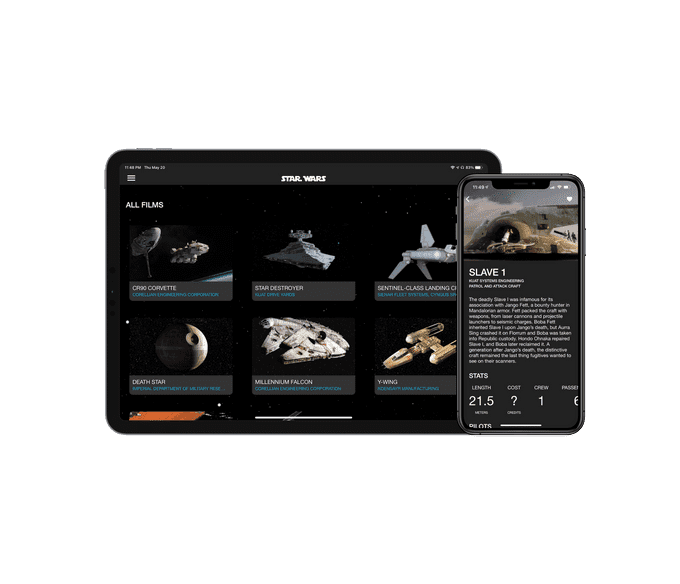 11:48 PM Thu May 20
83%
STAR WARS
ALL FILMS
CR90 CORVETTE
CORELLIAN ENGINEERING CORPORATION
STAR DESTROYER
KUAT DRIVE YARDS
SENTINEL-CLASS LANDING CR
SIENAR FLEET SYSTEMS, CYNGUS SP
DEATH STAR
IMPERIAL DEPARTMENT OF MILITARY RESE...
MILLENNIUM FALCON
CORELLIAN ENGINEERING CORPORATION
Y-WING
KOENSAYR MANUFACTURING
11:49
SLAVE 1
KUAT SYSTEMS ENGINEERING
PATROL AND ATTACK CRAFT
The deadly Slave I was infamous for its
association with Jango Fett, a bounty hunter in
Mandalorian armor. Fett packed the craft with
weapons, from laser cannons and projectile
launchers to seismic charges. Boba Fett
inherited Slave I upon Jango's death, but Aurra
Sing crashed it on Florrum and Boba was taken
into Republic custody. Hondo Ohnaka repaired
Slave I, and Boba later reclaimed it. A
generation after Jango's death, the distinctive
craft remained the last thing fugitives wanted to
see on their scanners.
STATS
LENGTH COST CREW PASSE
21.5 ? 1 6
METERS CREDITS
PILOTS